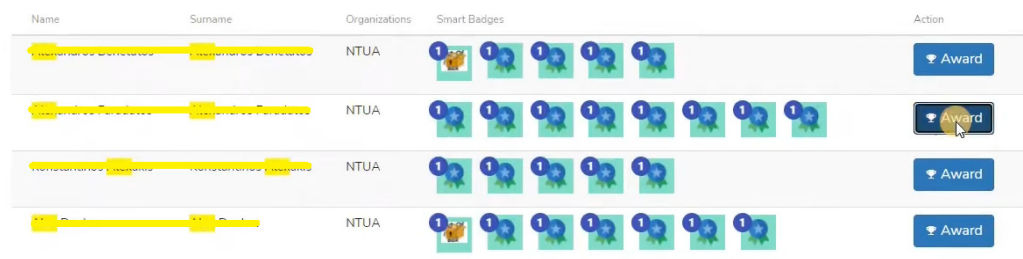 Name Surname Organizations Smart Badges Action
NTUA 1 1 1 1 1 Award
NTUA 1 1 1 1 1 1 1 1 Award
NTUA 1 1 1 1 1 Award
NTUA 1 1 1 1 1 1 1 Award